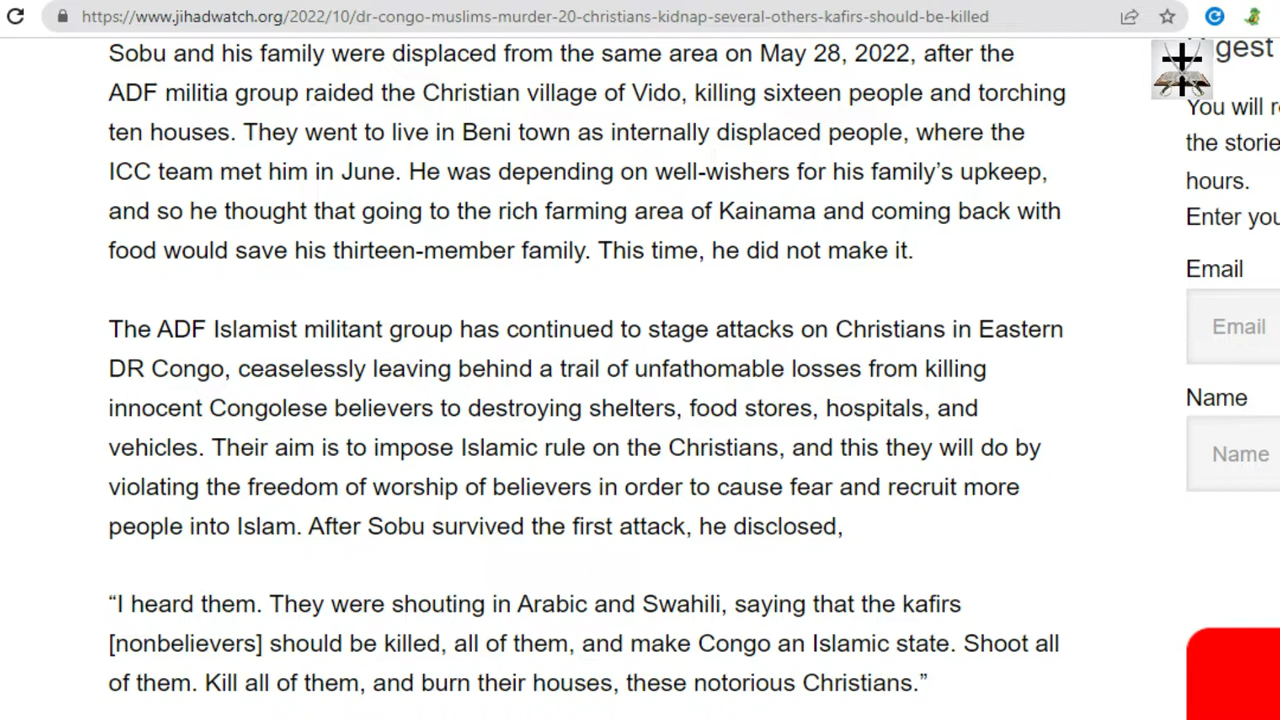 https://www.jihadwatch.org/2022/10/dr-congo-muslims-murder-20-christians-kidnap-several-others-kafirs-should-be-killed
Sobu and his family were displaced from the same area on May 28, 2022, after the
ADF militia group raided the Christian village of Vido, killing sixteen people and torching
ten houses. They went to live in Beni town as internally displaced people, where the
ICC team met him in June. He was depending on well-wishers for his family’s upkeep,
and so he thought that going to the rich farming area of Kainama and coming back with
food would save his thirteen-member family. This time, he did not make it.
The ADF Islamist militant group has continued to stage attacks on Christians in Eastern
DR Congo, ceaselessly leaving behind a trail of unfathomable losses from killing
innocent Congolese believers to destroying shelters, food stores, hospitals, and
vehicles. Their aim is to impose Islamic rule on the Christians, and this they will do by
violating the freedom of worship of believers in order to cause fear and recruit more
people into Islam. After Sobu survived the first attack, he disclosed,
“I heard them. They were shouting in Arabic and Swahili, saying that the kafirs
[nonbelievers] should be killed, all of them, and make Congo an Islamic state. Shoot all
of them. Kill all of them, and burn their houses, these notorious Christians.”
gest
You will r
the storie
hours.
Enter you
Email
Email
Name
Name